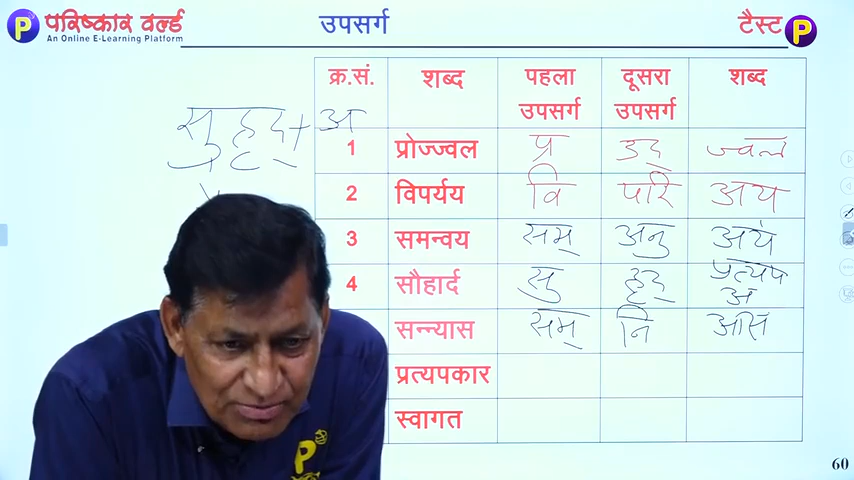 परिष्कार वर्ल्ड
An Online E-Learning Platform
उपसर्ग
टैस्ट
क्र.सं. शब्द पहला उपसर्ग दूसरा उपसर्ग शब्द
सुहृद् + अ
1 प्रोज्ज्वल प्र उद् ज्वल
2 विपर्यय वि परि अय
3 समन्वय सम् अनु अय
4 सौहार्द सु हृद् प्रत्यय अ
सन्न्यास सम् नि आस
प्रत्यपकार
स्वागत
60